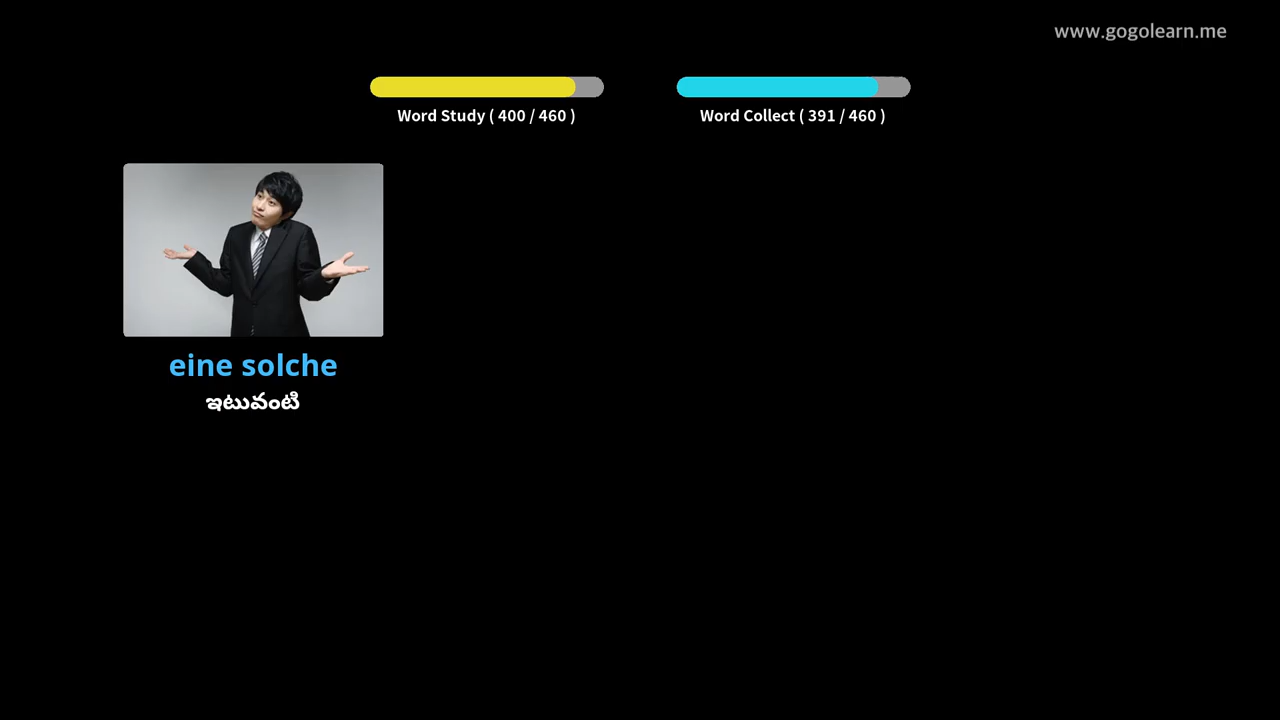 www.gogolearn.me
Word Study ( 400 / 460 )
Word Collect ( 391 / 460 )
eine solche
ఇటువంటి